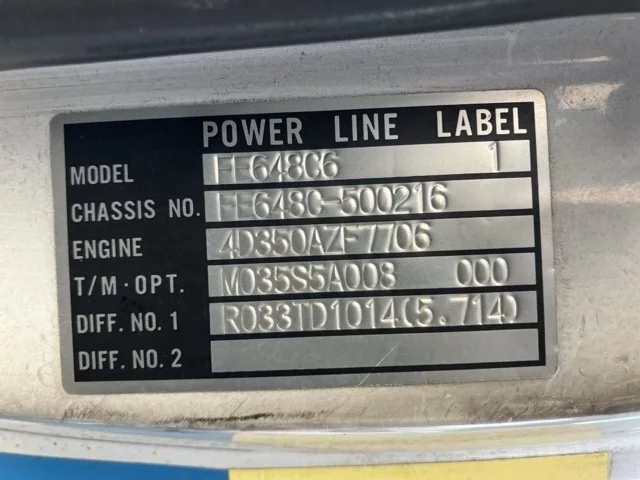 POWER LINE LABEL
MODEL FE648C6 1
CHASSIS NO. FE648C-500216
ENGINE 4D350AZF7706
T/M·OPT. M035S5A008 000
DIFF. NO. 1 R033TD1014(5.714)
DIFF. NO. 2